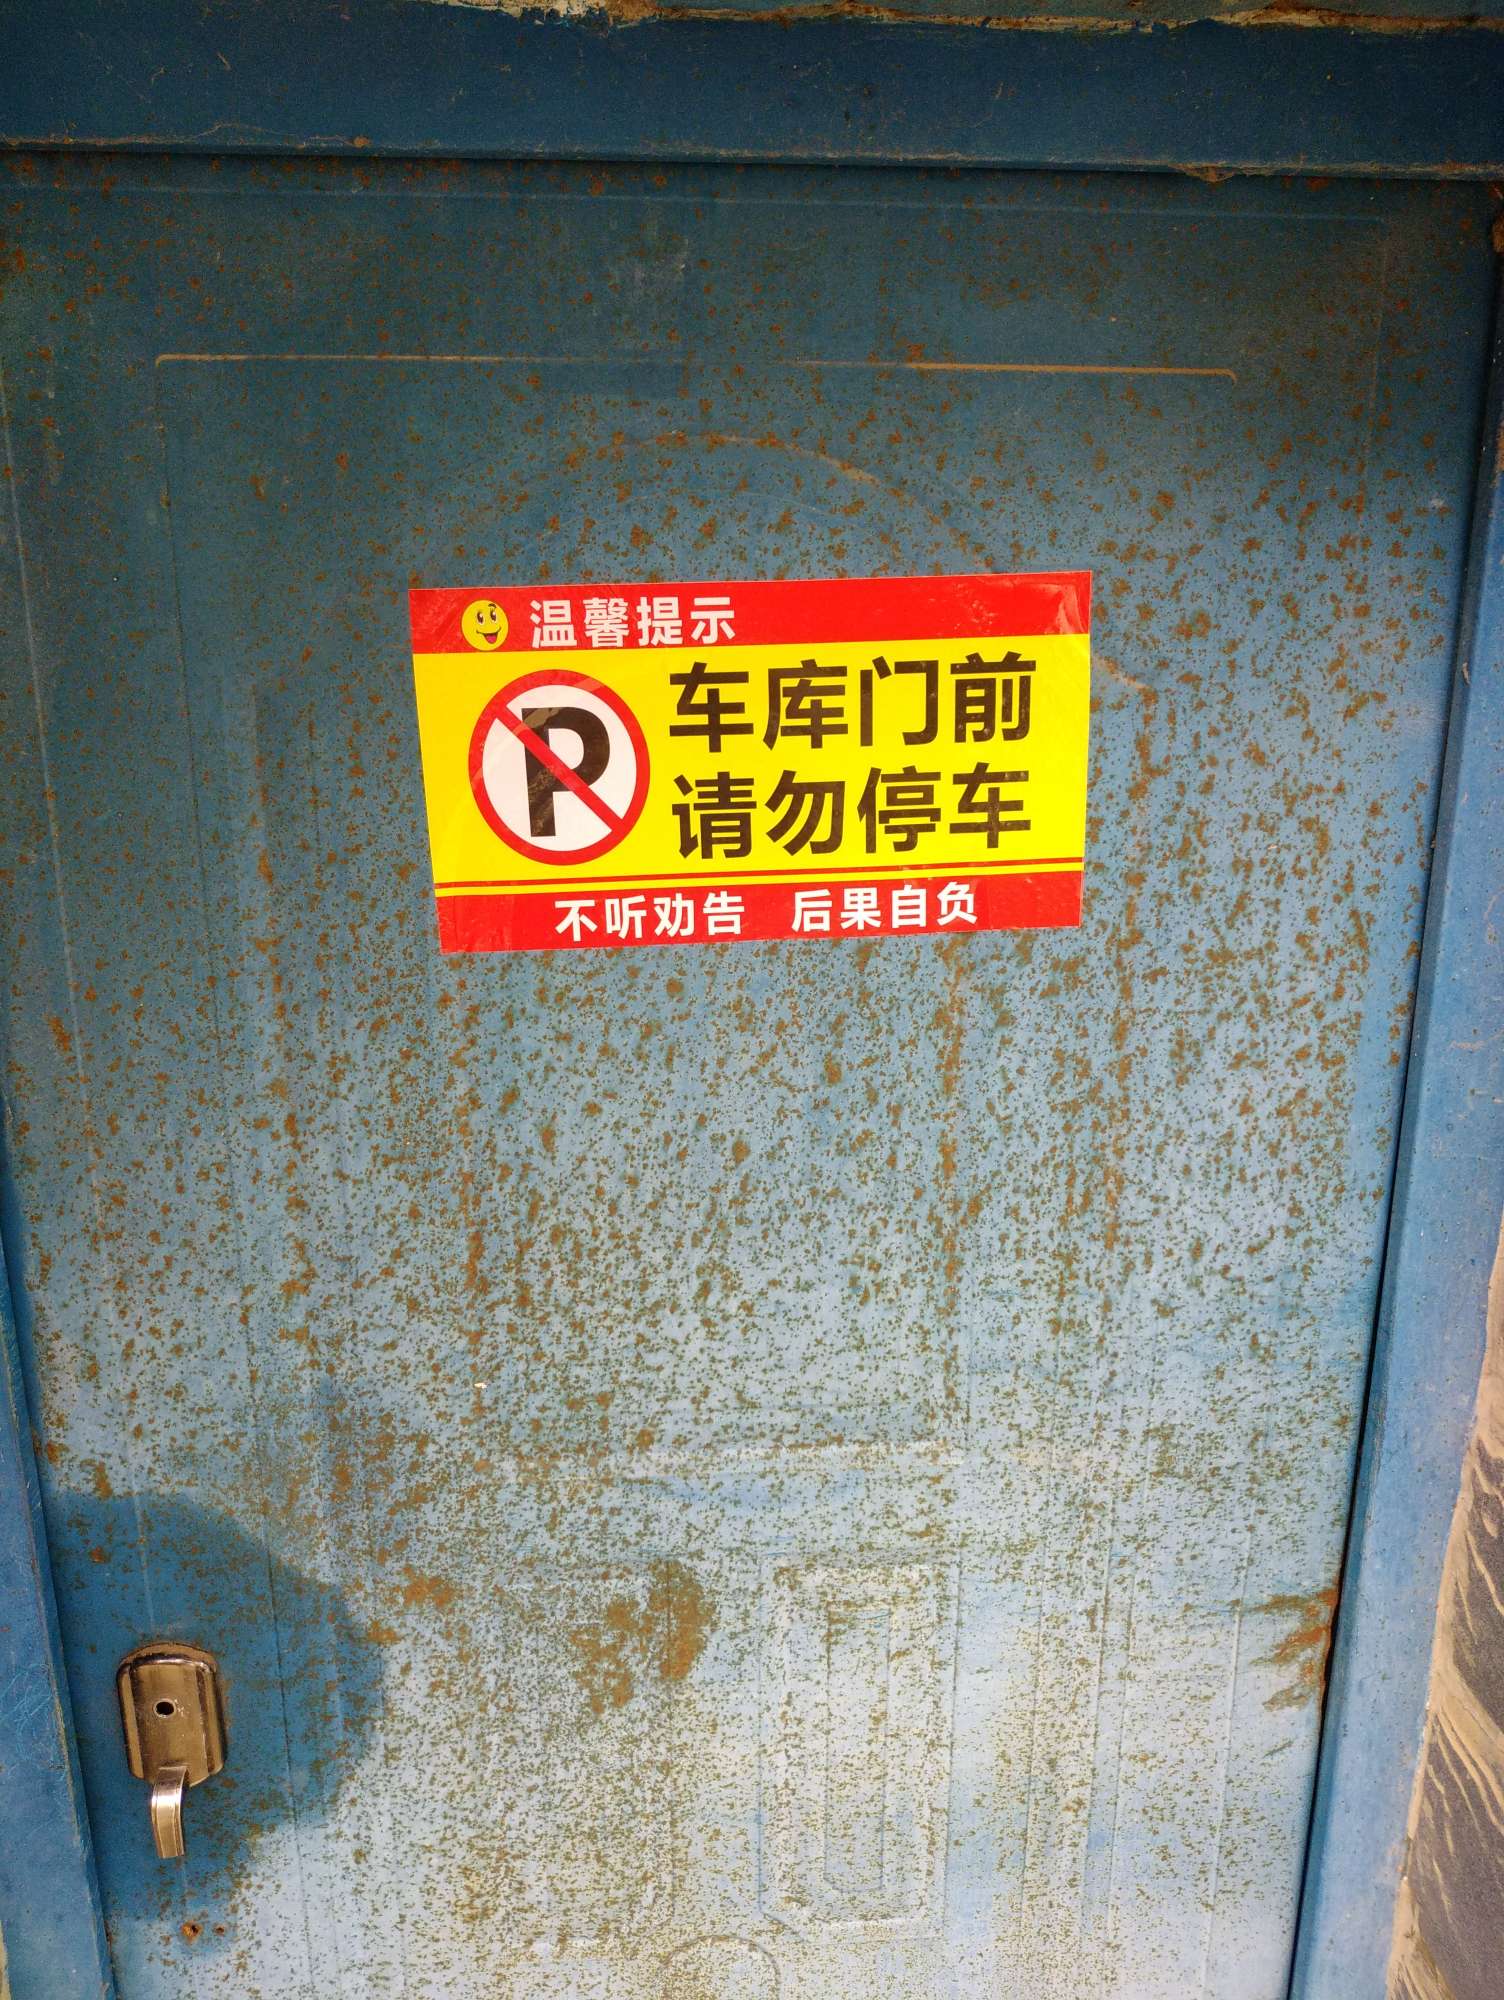 温馨提示
P
车库门前
请勿停车
不听劝告 后果自负